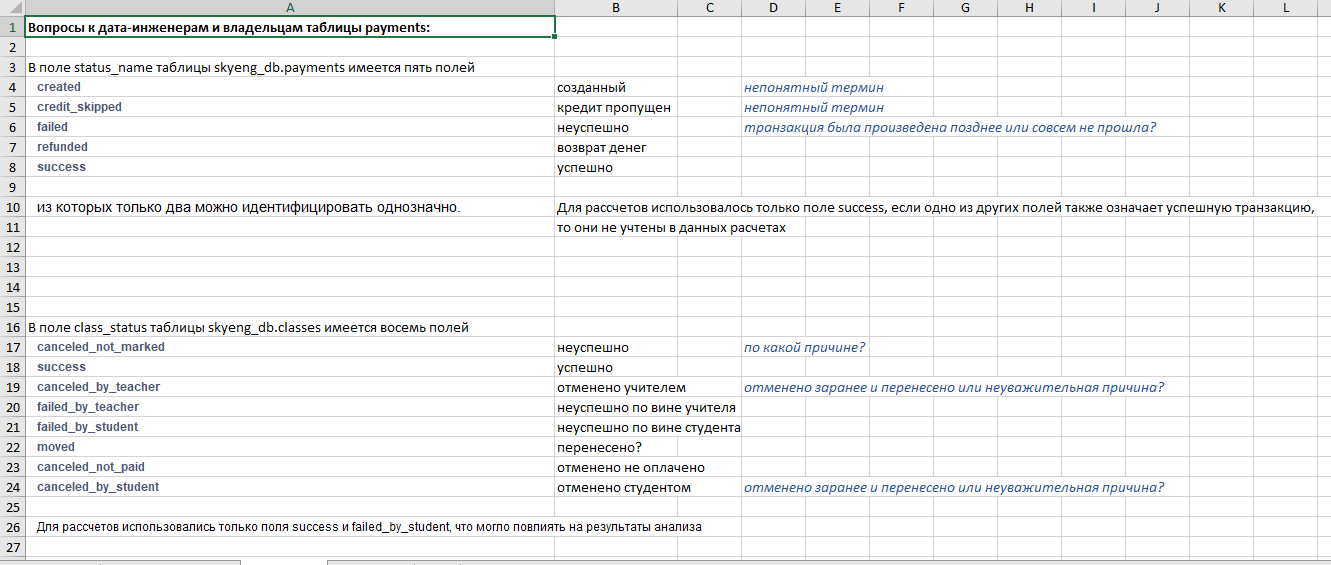 A B C D E F G H I J K L
1 Вопросы к дата-инженерам и владельцам таблицы payments:
2
3 В поле status_name таблицы skyeng_db.payments имеется пять полей
4 created созданный непонятный термин
5 credit_skipped кредит пропущен непонятный термин
6 failed неуспешно транзакция была произведена позднее или совсем не прошла?
7 refunded возврат денег
8 success успешно
9
10 из которых только два можно идентифицировать однозначно. Для рассчетов использовалось только поле success, если одно из других полей также означает успешную транзакцию,
11 то они не учтены в данных расчетах
12
13
14
15
16 В поле class_status таблицы skyeng_db.classes имеется восемь полей
17 canceled_not_marked неуспешно по какой причине?
18 success успешно
19 canceled_by_teacher отменено учителем отменено заранее и перенесено или неуважительная причина?
20 failed_by_teacher неуспешно по вине учителя
21 failed_by_student неуспешно по вине студента
22 moved перенесено?
23 canceled_not_paid отменено не оплачено
24 canceled_by_student отменено студентом отменено заранее и перенесено или неуважительная причина?
25
26 Для рассчетов использовались только поля success и failed_by_student, что могло повлиять на результаты анализа
27